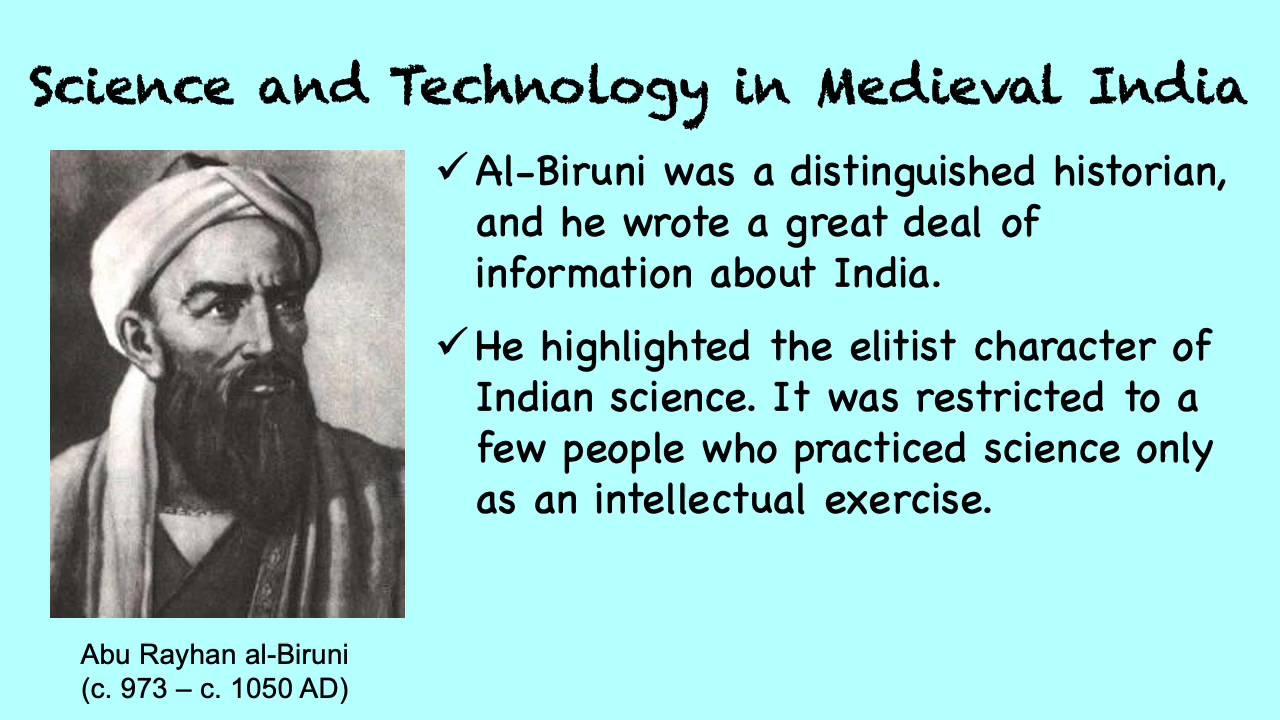 Science and Technology in Medieval India
✓ Al-Biruni was a distinguished historian,
and he wrote a great deal of
information about India.
✓ He highlighted the elitist character of
Indian science. It was restricted to a
few people who practiced science only
as an intellectual exercise.
Abu Rayhan al-Biruni
(c. 973 – c. 1050 AD)